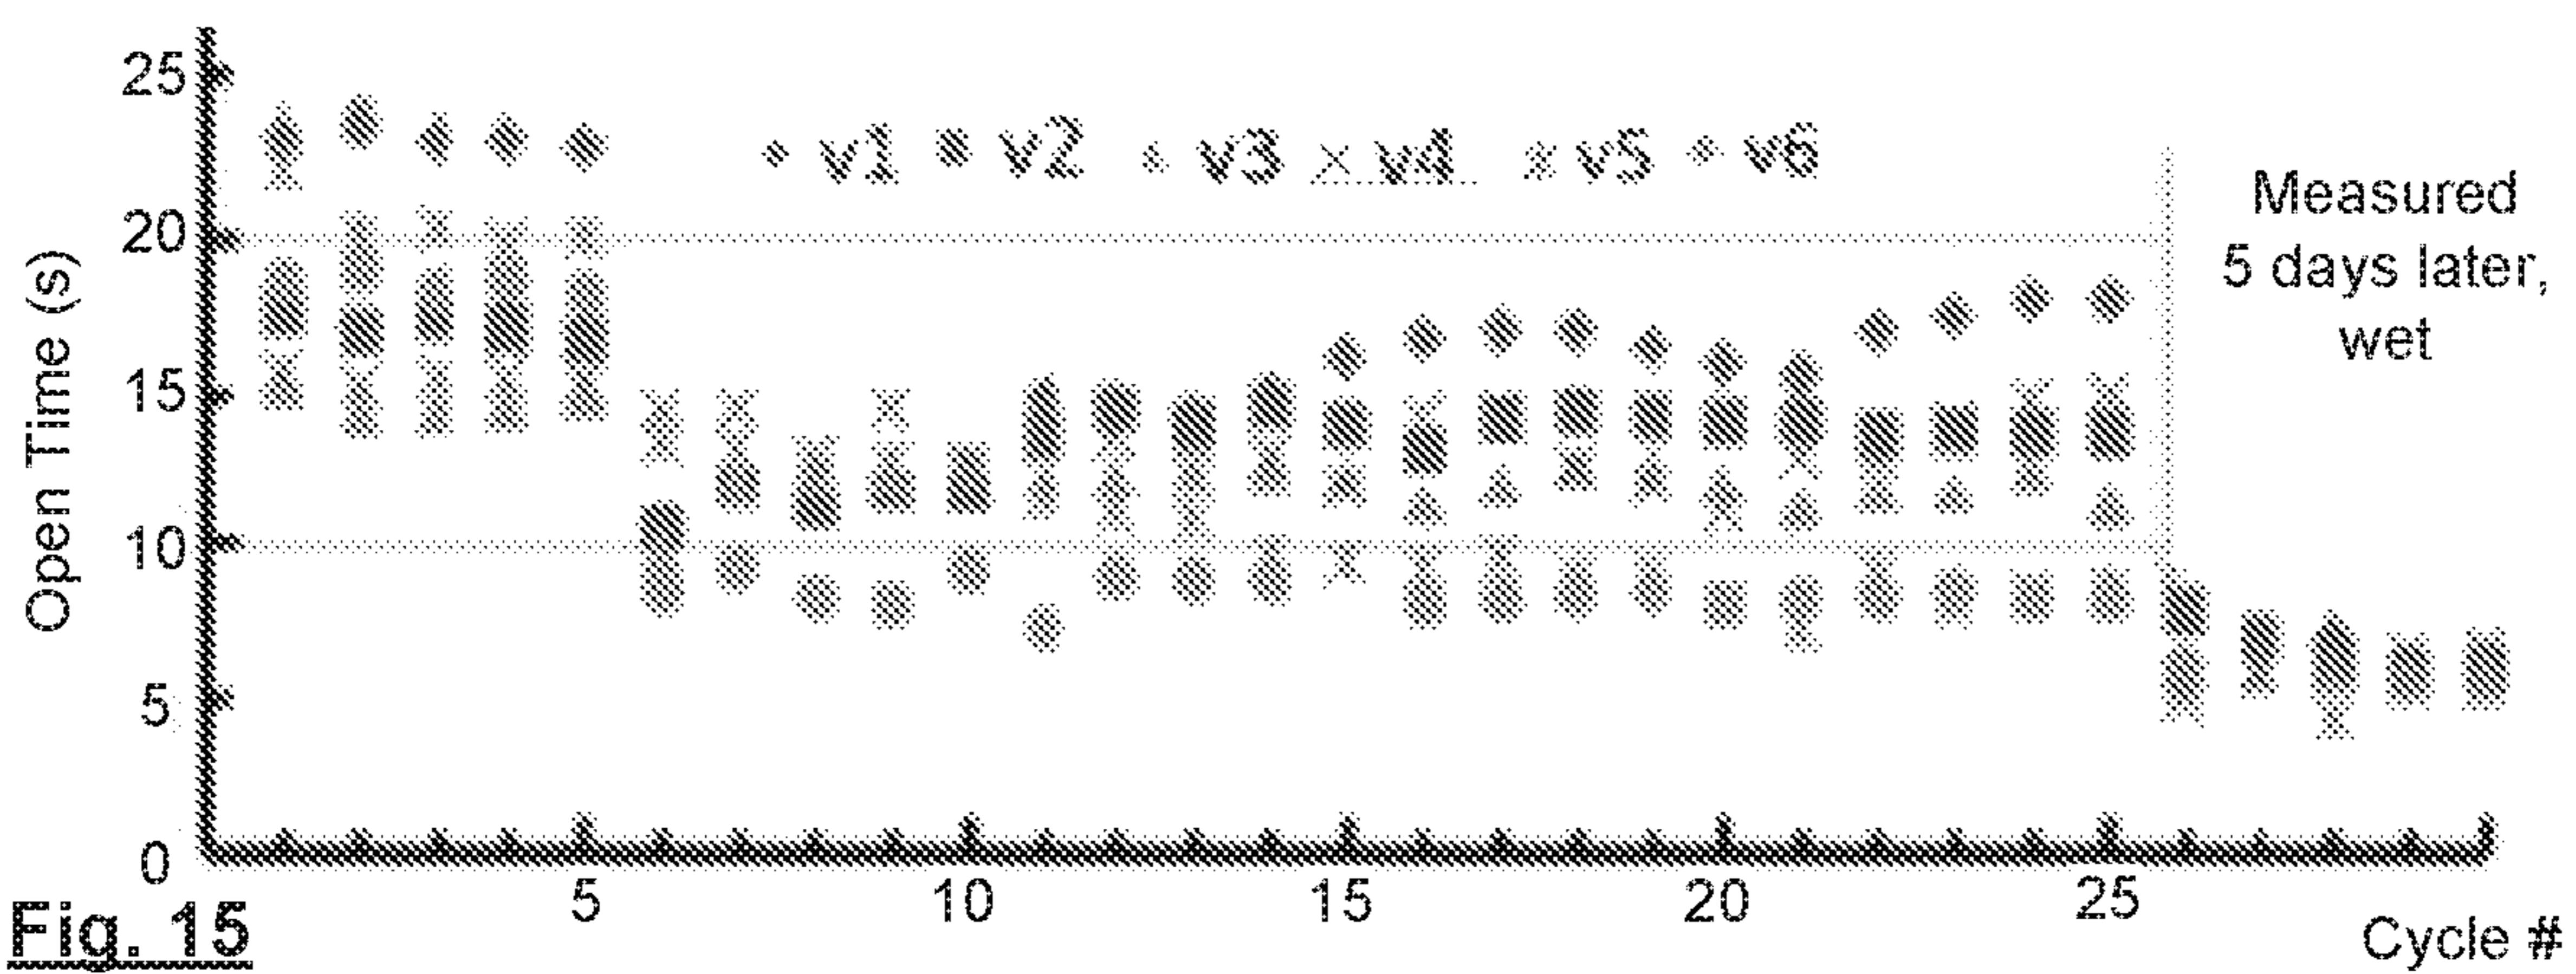 25
20
15
10
5
0
Open Time (s)
v1 v2 v3 v4 v5 v6
Measured
5 days later,
wet
5 10 15 20 25
Cycle #
Fig. 15